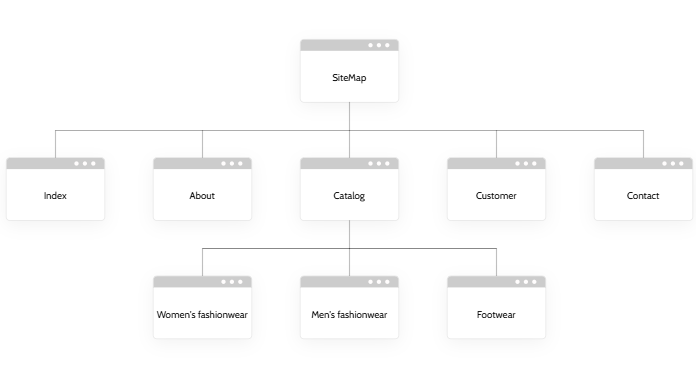 SiteMap
Index
About
Catalog
Customer
Contact
Women's fashionwear
Men's fashionwear
Footwear